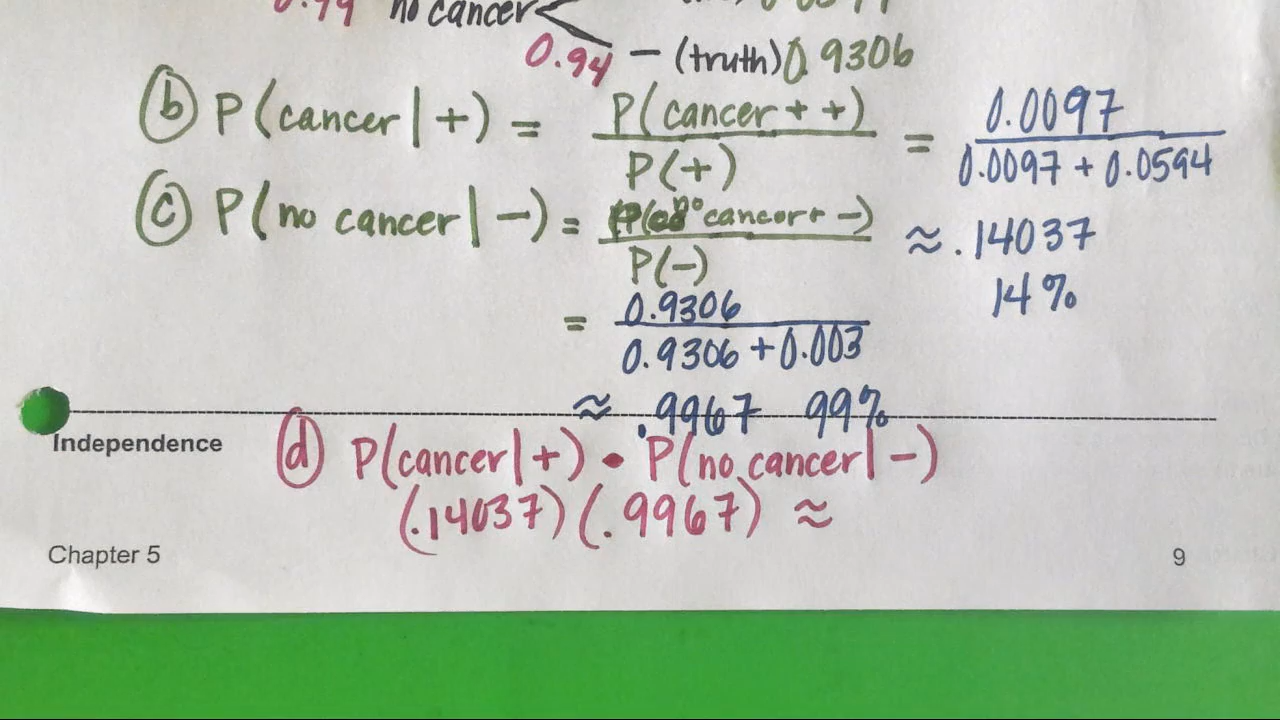 0.99 no cancer
0.94 - (truth) 0.9306
b P(cancer | +) = P(cancer + +) / P(+) = 0.0097 / 0.0097 + 0.0594
≈ .14037
14%
c P(no cancer | -) = P(no cancer + -) / P(-)
= 0.9306 / 0.9306 + 0.003
≈ .9967 99%
Independence
d P(cancer | +) • P(no cancer | -)
(.14037)(.9967) ≈
Chapter 5
9